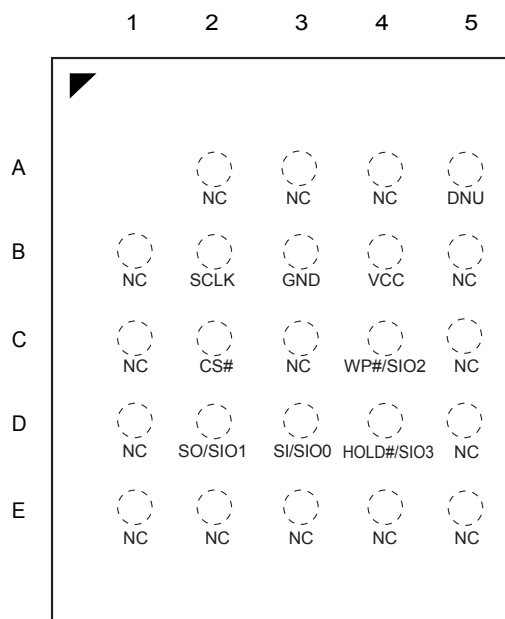 1 2 3 4 5
A
NC NC NC DNU
B
NC SCLK GND VCC NC
C
NC CS# NC WP#/SIO2 NC
D
NC SO/SIO1 SI/SIO0 HOLD#/SIO3 NC
E
NC NC NC NC NC